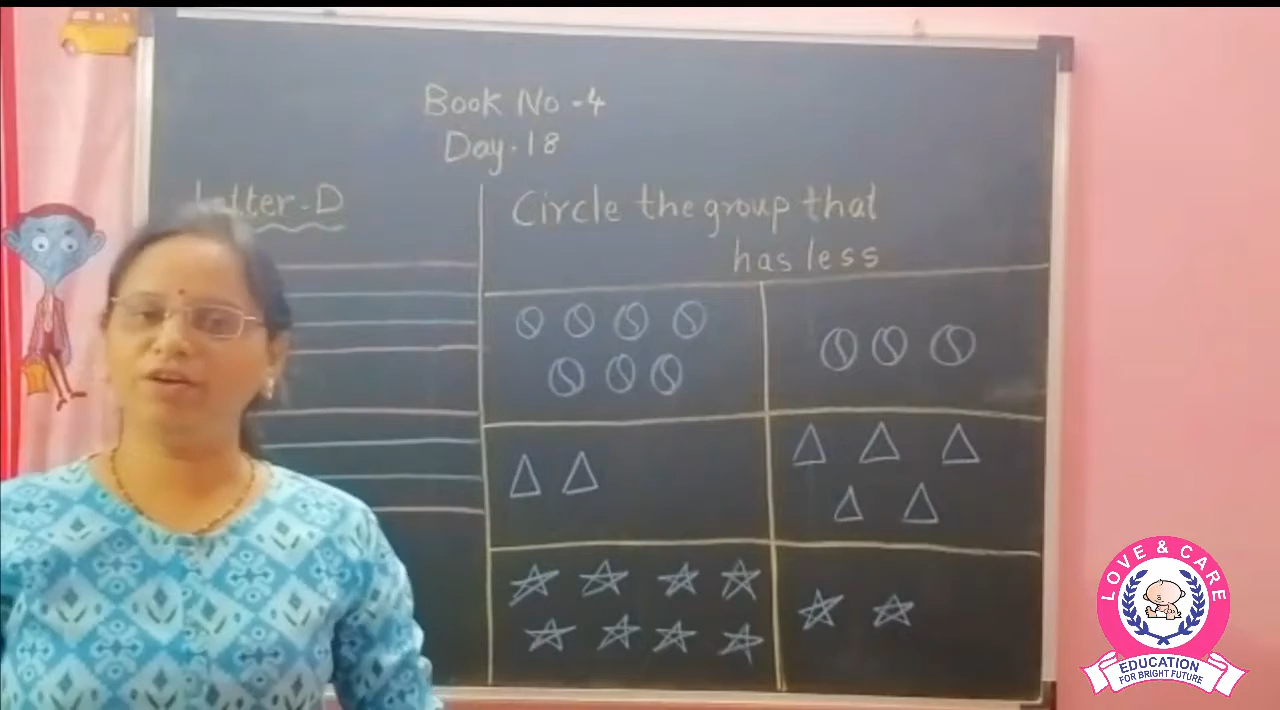 Book No-4
Day.18
Letter.D
Circle the group that
has less
LOVE & CARE
EDUCATION
FOR BRIGHT FUTURE